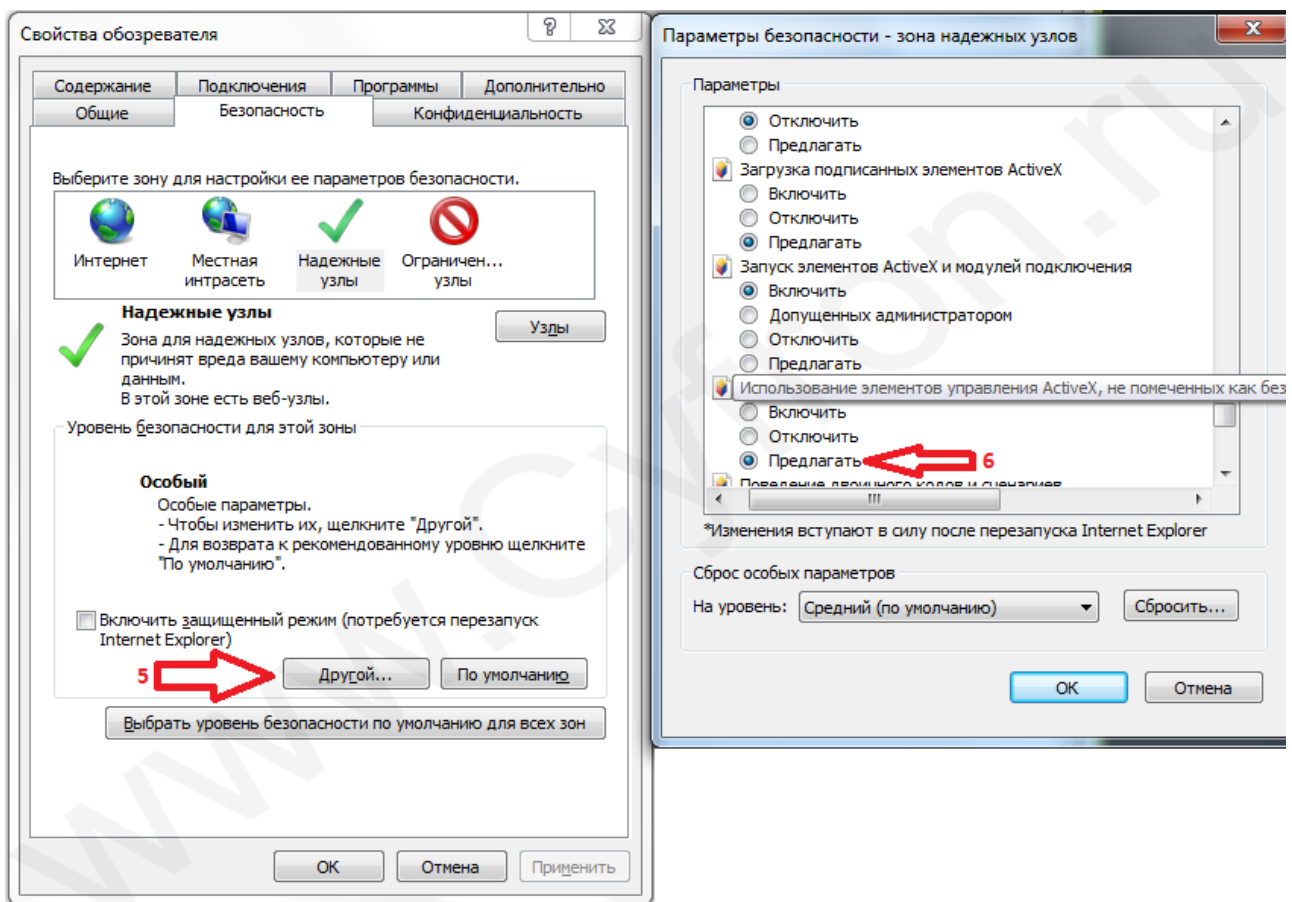 Свойства обозревателя
Содержание Подключения Программы Дополнительно
Общие Безопасность Конфиденциальность
Выберите зону для настройки ее параметров безопасности.
Интернет
Местная
интрасеть
Надежные
узлы
Ограничен...
узлы
Надежные узлы
Узлы
Зона для надежных узлов, которые не
причинят вреда вашему компьютеру или
данным.
В этой зоне есть веб-узлы.
Уровень безопасности для этой зоны
Особый
Особые параметры.
- Чтобы изменить их, щелкните "Другой".
- Для возврата к рекомендованному уровню щелкните
"По умолчанию".
Включить защищенный режим (потребуется перезапуск
Internet Explorer)
5 Другой... По умолчанию
Выбрать уровень безопасности по умолчанию для всех зон
ОК Отмена Применить
Параметры безопасности - зона надежных узлов
Параметры
Отключить
Предлагать
Загрузка подписанных элементов ActiveX
Включить
Отключить
Предлагать
Запуск элементов ActiveX и модулей подключения
Включить
Допущенных администратором
Отключить
Предлагать
Использование элементов управления ActiveX, не помеченных как без
Включить
Отключить
Предлагать 6
Поведение двоичного кодов и сценариев
*Изменения вступают в силу после перезапуска Internet Explorer
Сброс особых параметров
На уровень: Средний (по умолчанию) Сбросить...
ОК Отмена
www.Cyfron.ru